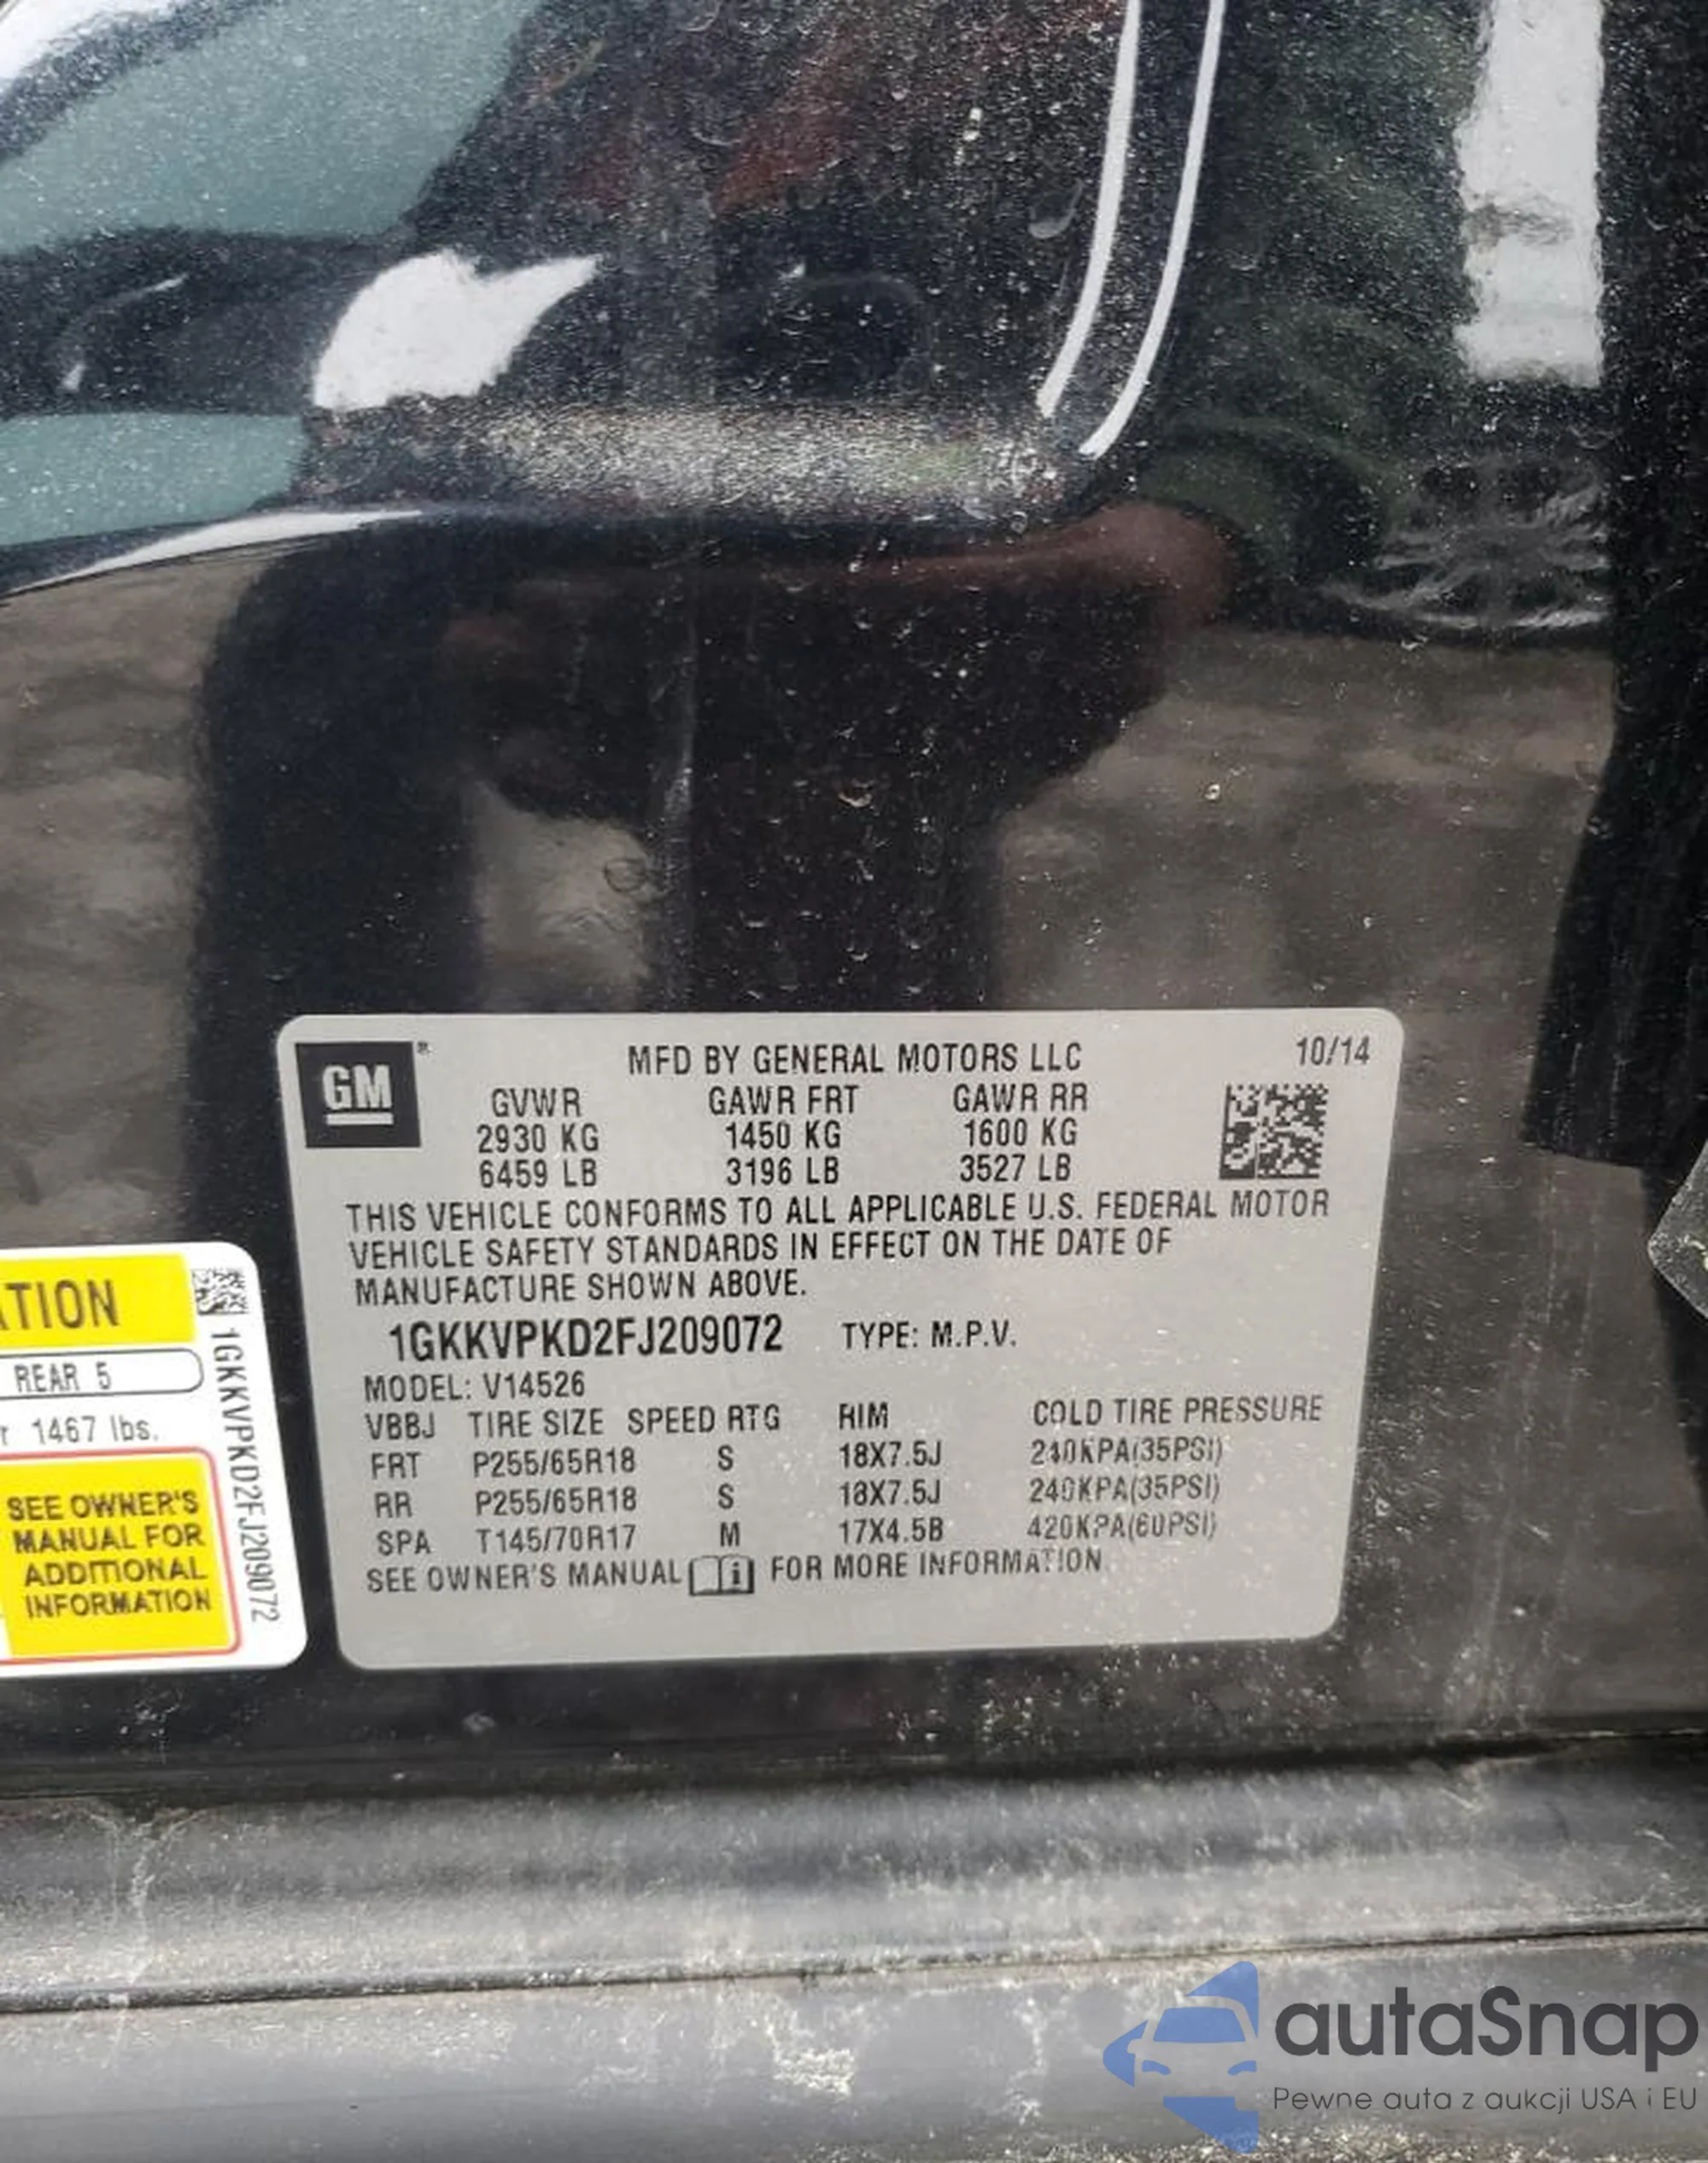 GM®
MFD BY GENERAL MOTORS LLC 10/14
GVWR GAWR FRT GAWR RR
2930 KG 1450 KG 1600 KG
6459 LB 3196 LB 3527 LB
THIS VEHICLE CONFORMS TO ALL APPLICABLE U.S. FEDERAL MOTOR
VEHICLE SAFETY STANDARDS IN EFFECT ON THE DATE OF
MANUFACTURE SHOWN ABOVE.
1GKKVPKD2FJ209072 TYPE: M.P.V.
MODEL: V14526
VBBJ TIRE SIZE SPEED RTG RIM COLD TIRE PRESSURE
FRT P255/65R18 S 18X7.5J 240KPA(35PSI)
RR P255/65R18 S 18X7.5J 240KPA(35PSI)
SPA T145/70R17 M 17X4.5B 420KPA(60PSI)
SEE OWNER'S MANUAL FOR MORE INFORMATION
ATION
REAR 5
r 1467 lbs.
SEE OWNER'S
MANUAL FOR
ADDITIONAL
INFORMATION
1GKKVPKD2FJ209072
autaSnap
Pewne auta z aukcji USA i EU